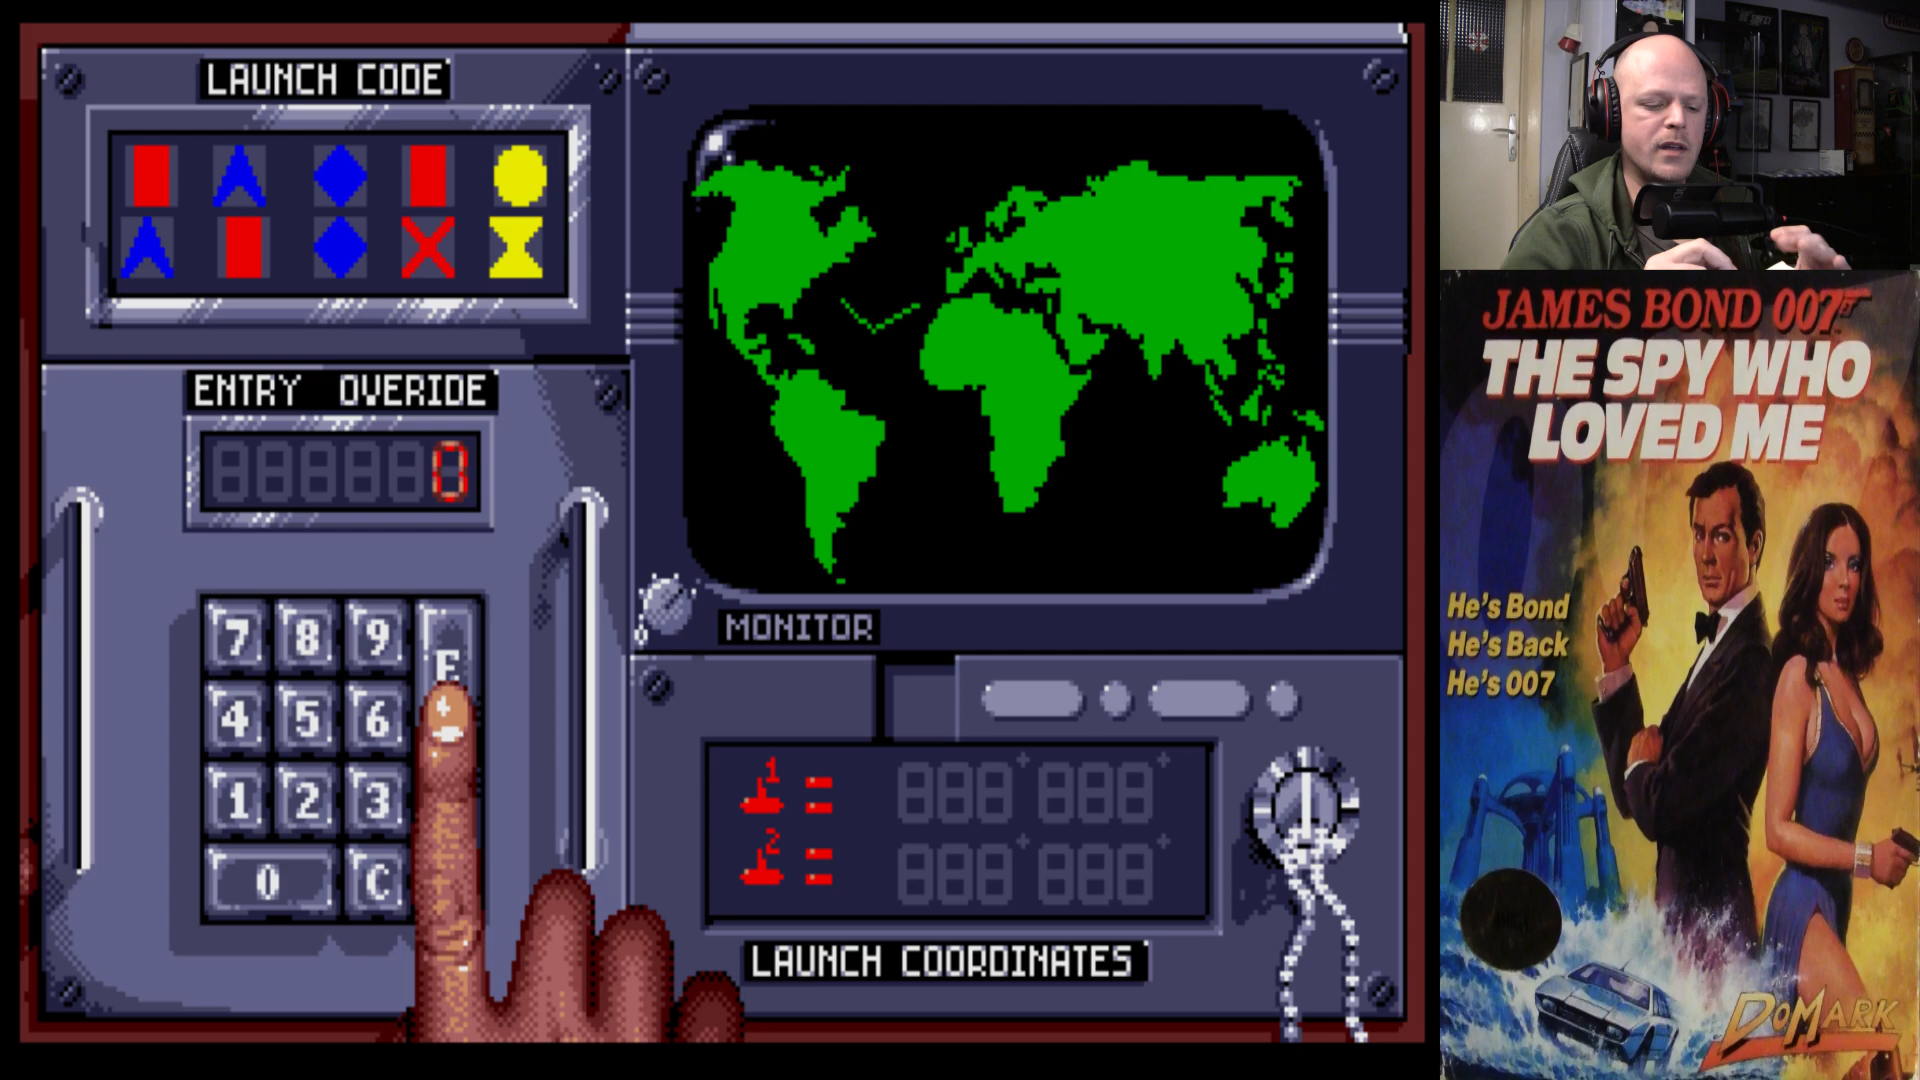 LAUNCH CODE
ENTRY OVERIDE
0
7 8 9 E
4 5 6
1 2 3
0 C
MONITOR
1
2
LAUNCH COORDINATES
JAMES BOND 007
THE SPY WHO
LOVED ME
He's Bond
He's Back
He's 007
DOMARK